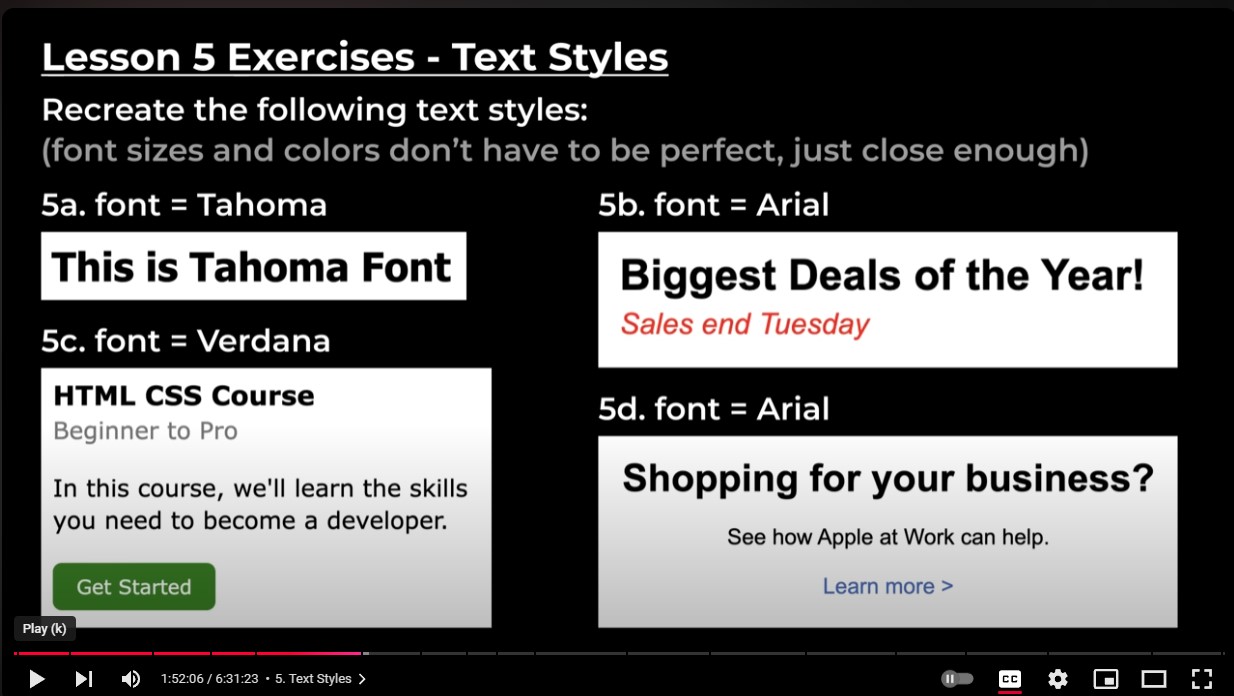 Lesson 5 Exercises - Text Styles
Recreate the following text styles:
(font sizes and colors don't have to be perfect, just close enough)
5a. font = Tahoma
This is Tahoma Font
5b. font = Arial
Biggest Deals of the Year!
Sales end Tuesday
5c. font = Verdana
HTML CSS Course
Beginner to Pro
In this course, we'll learn the skills
you need to become a developer.
Get Started
5d. font = Arial
Shopping for your business?
See how Apple at Work can help.
Learn more >
Play (k)
1:52:06 / 6:31:23 • 5. Text Styles >
CC